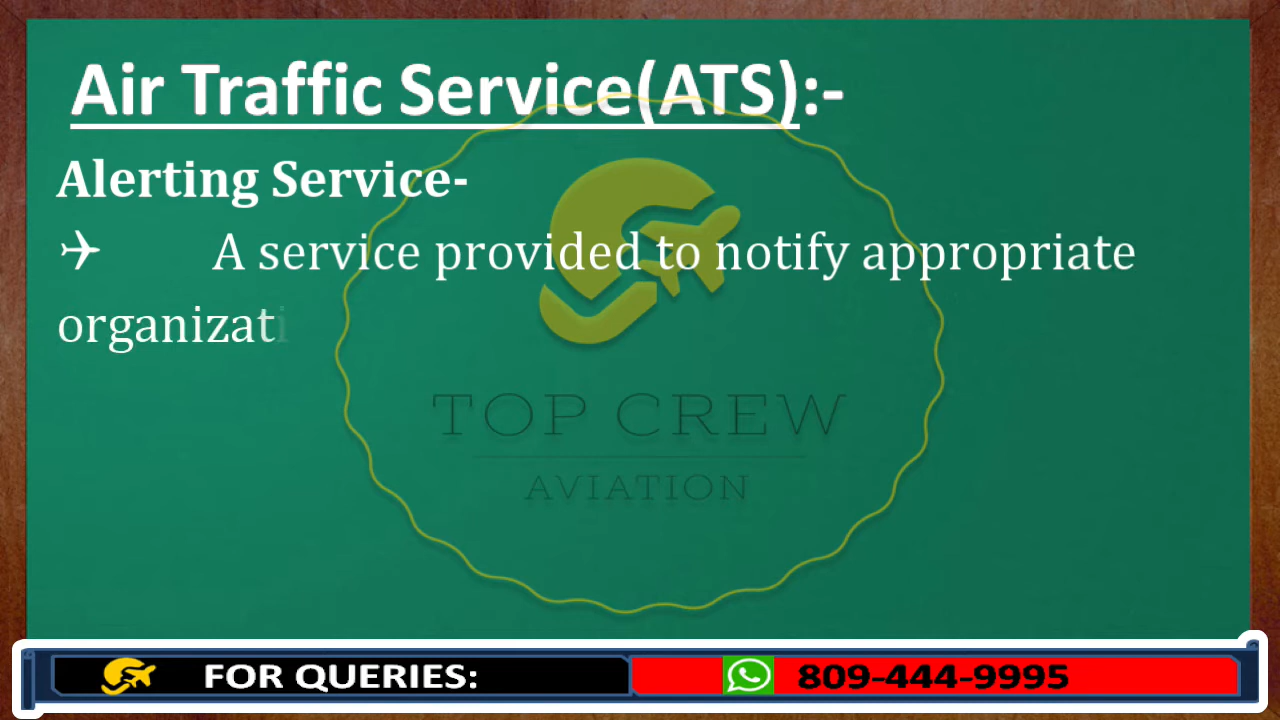 Air Traffic Service(ATS):-
Alerting Service-
✈ A service provided to notify appropriate
organizati
TOP CREW
AVIATION
FOR QUERIES: 809-444-9995